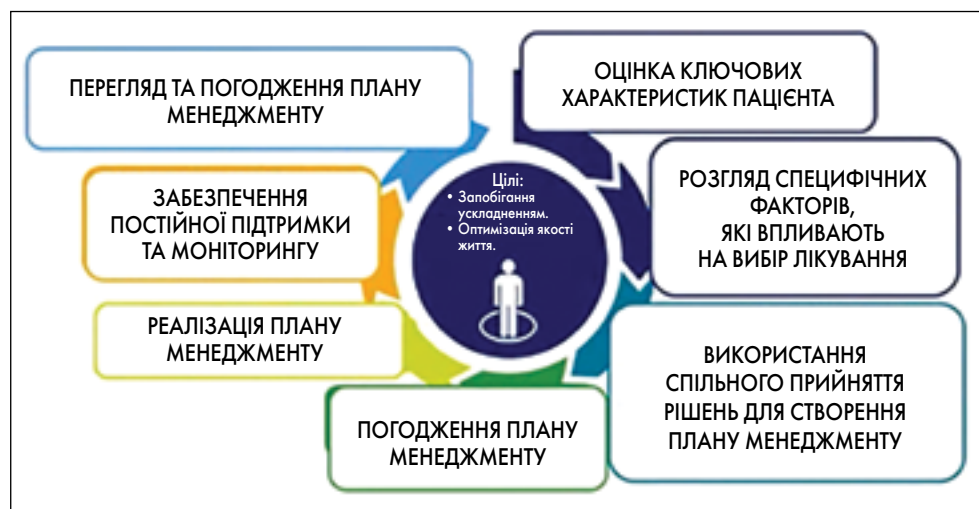 ОЦІНКА КЛЮЧОВИХ
ХАРАКТЕРИСТИК ПАЦІЄНТА
РОЗГЛЯД СПЕЦИФІЧНИХ
ФАКТОРІВ,
ЯКІ ВПЛИВАЮТЬ
НА ВИБІР ЛІКУВАННЯ
ВИКОРИСТАННЯ
СПІЛЬНОГО ПРИЙНЯТТЯ
РІШЕНЬ ДЛЯ СТВОРЕННЯ
ПЛАНУ МЕНЕДЖМЕНТУ
ПОГОДЖЕННЯ ПЛАНУ
МЕНЕДЖМЕНТУ
РЕАЛІЗАЦІЯ ПЛАНУ
МЕНЕДЖМЕНТУ
ЗАБЕЗПЕЧЕННЯ
ПОСТІЙНОЇ ПІДТРИМКИ
ТА МОНІТОРИНГУ
ПЕРЕГЛЯД ТА ПОГОДЖЕННЯ ПЛАНУ
МЕНЕДЖМЕНТУ
Цілі:
• Запобігання
ускладненням.
• Оптимізація якості
життя.